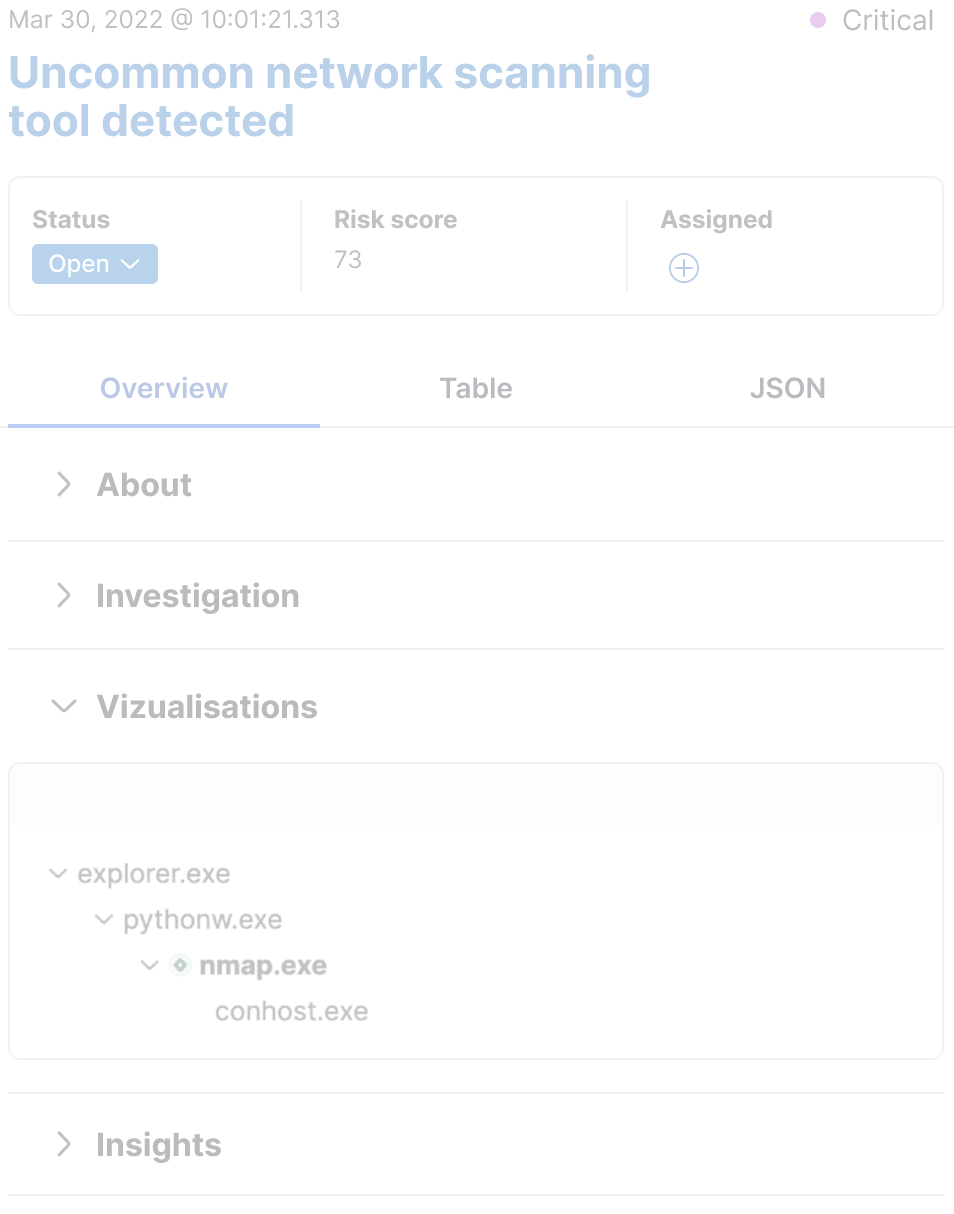 Mar 30, 2022 @ 10:01:21.313
Critical
Uncommon network scanning
tool detected
Status
Risk score
Assigned
Open
73
Overview
Table
JSON
About
Investigation
Vizualisations
explorer.exe
pythonw.exe
nmap.exe
conhost.exe
Insights